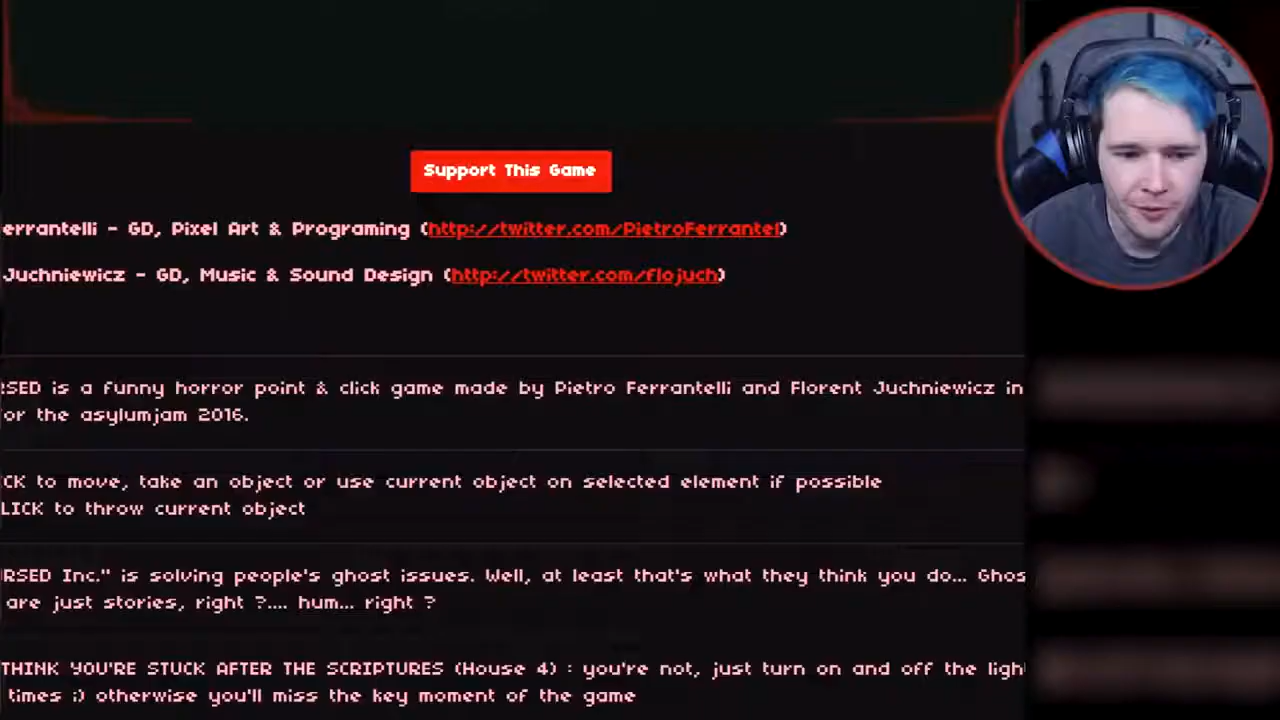 Support This Game
errantelli - GD, Pixel Art & Programing (http://twitter.com/PietroFerrantel)
Juchniewicz - GD, Music & Sound Design (http://twitter.com/flojuch)
RSED is a funny horror point & click game made by Pietro Ferrantelli and Florent Juchniewicz in
or the asylumjam 2016.
CK to move, take an object or use current object on selected element if possible
LICK to throw current object
RSED Inc." is solving people's ghost issues. Well, at least that's what they think you do... Ghos
are just stories, right ?.... hum... right ?
THINK YOU'RE STUCK AFTER THE SCRIPTURES (House 4) : you're not, just turn on and off the ligh
times ;) otherwise you'll miss the key moment of the game